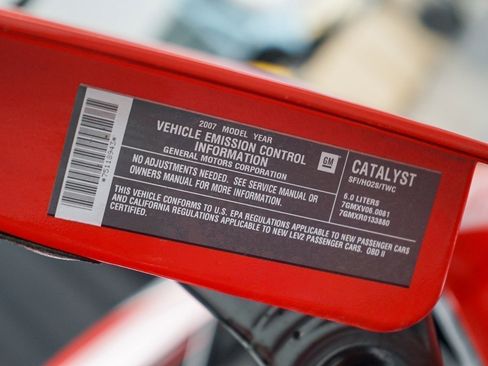 *75118543*
2007 MODEL YEAR
VEHICLE EMISSION CONTROL
INFORMATION
GENERAL MOTORS CORPORATION
GM
NO ADJUSTMENTS NEEDED, SEE SERVICE MANUAL OR
OWNERS MANUAL FOR MORE INFORMATION.
CATALYST
SFI/HO2S/TWC
6.0 LITERS
7GMXV06.0081
7GMXR0133880
THIS VEHICLE CONFORMS TO U.S. EPA REGULATIONS APPLICABLE TO NEW PASSENGER CARS
AND CALIFORNIA REGULATIONS APPLICABLE TO NEW LEV2 PASSENGER CARS. OBD II
CERTIFIED.